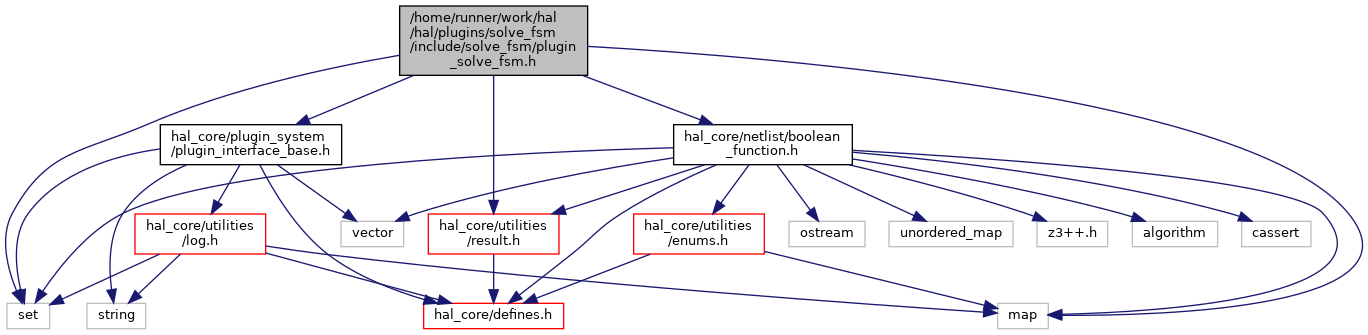 /home/runner/work/hal
/hal/plugins/solve_fsm
/include/solve_fsm/plugin
_solve_fsm.h
hal_core/plugin_system
/plugin_interface_base.h
hal_core/netlist/boolean
_function.h
hal_core/utilities
/log.h
vector
hal_core/utilities
/result.h
hal_core/utilities
/enums.h
ostream
unordered_map
z3++.h
algorithm
cassert
set
string
hal_core/defines.h
map